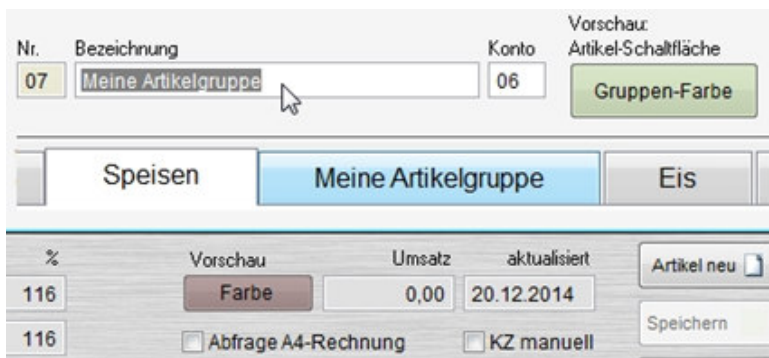 Vorschau:
Nr. Bezeichnung Konto Artikel-Schaltfläche
07 Meine Artikelgruppe 06 Gruppen-Farbe
Speisen Meine Artikelgruppe Eis
% Vorschau Umsatz aktualisiert Artikel neu
116 Farbe 0,00 20.12.2014
Speichern
116 Abfrage A4-Rechnung KZ manuell